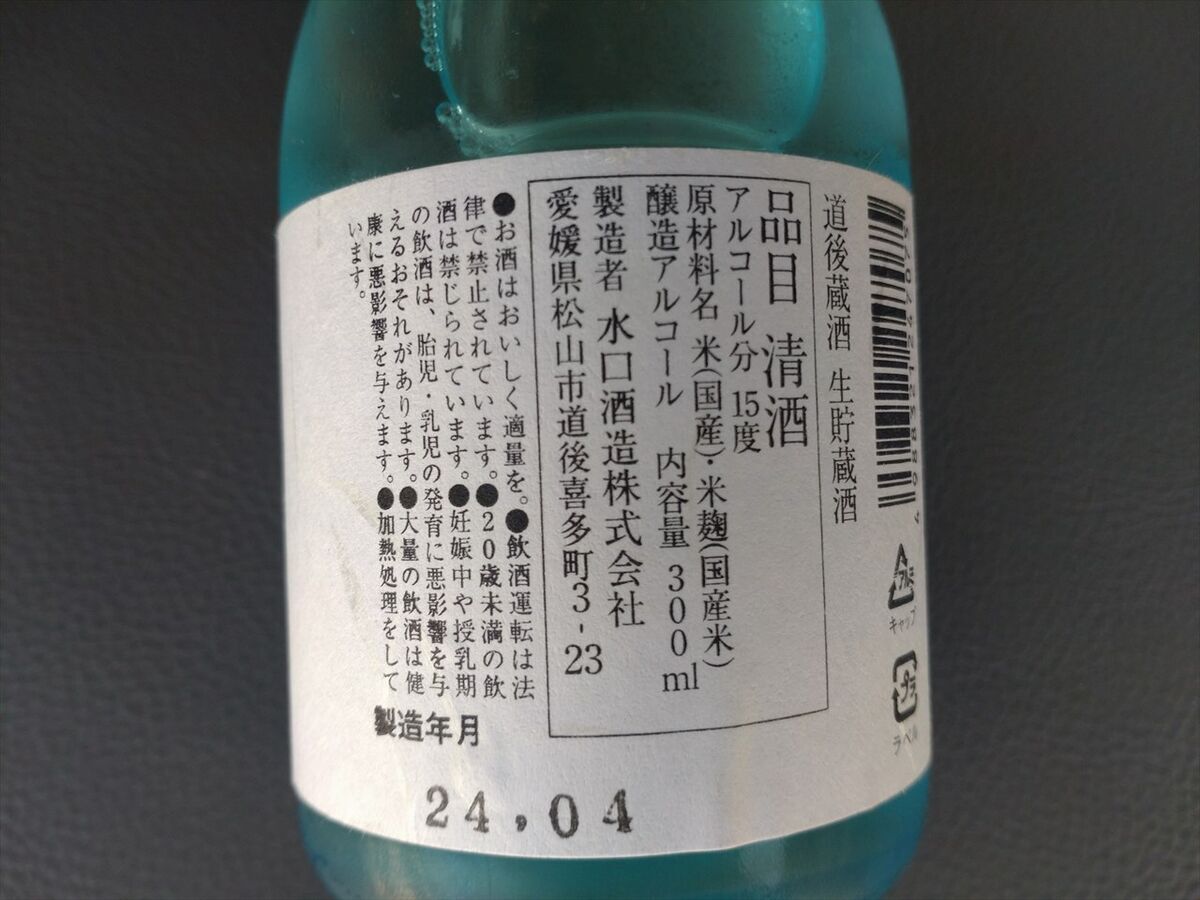 道後蔵酒 生貯蔵酒
品目 清酒
アルコール分 15度
原材料名 米(国産)・米麹(国産米)
醸造アルコール 内容量 300ml
製造者 水口酒造株式会社
愛媛県松山市道後喜多町3-23
●お酒はおいしく適量を。●飲酒運転は法
律で禁止されています。●20歳未満の飲
酒は禁じられています。●妊娠中や授乳期
の飲酒は、胎児・乳児の発育に悪影響を与
えるおそれがあります。●大量の飲酒は健
康に悪影響を与えます。●加熱処理をして
います。
製造年月
24,04
アルミ
キャップ
プラ
ラベル